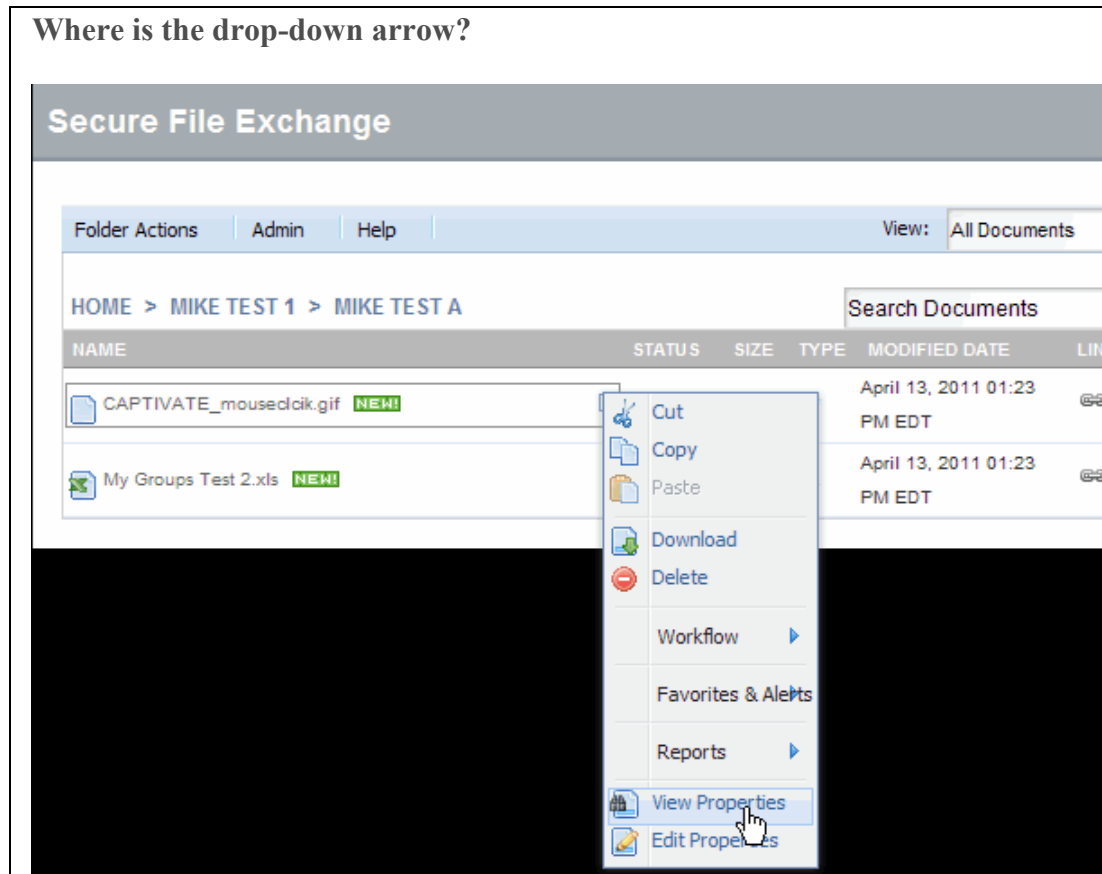 Where is the drop-down arrow?
Secure File Exchange
Folder Actions Admin Help View: All Documents
HOME > MIKE TEST 1 > MIKE TEST A Search Documents
NAME STATUS SIZE TYPE MODIFIED DATE LIN
CAPTIVATE_mouseclcik.gif NEW! April 13, 2011 01:23
PM EDT
My Groups Test 2.xls NEW! April 13, 2011 01:23
PM EDT
Cut
Copy
Paste
Download
Delete
Workflow
Favorites & Alerts
Reports
View Properties
Edit Properties